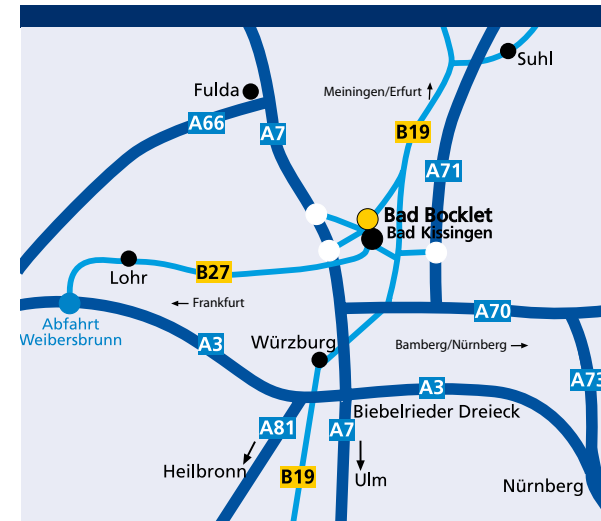 Suhl
Fulda
Meiningen/Erfurt
A66
A7
B19
A71
Bad Bocklet
Bad Kissingen
Lohr
B27
Frankfurt
Abfahrt
Weibersbrunn
A70
A3
Würzburg
Bamberg/Nürnberg
A73
A3
Biebelrieder Dreieck
A81
A7
Heilbronn
B19
Ulm
Nürnberg